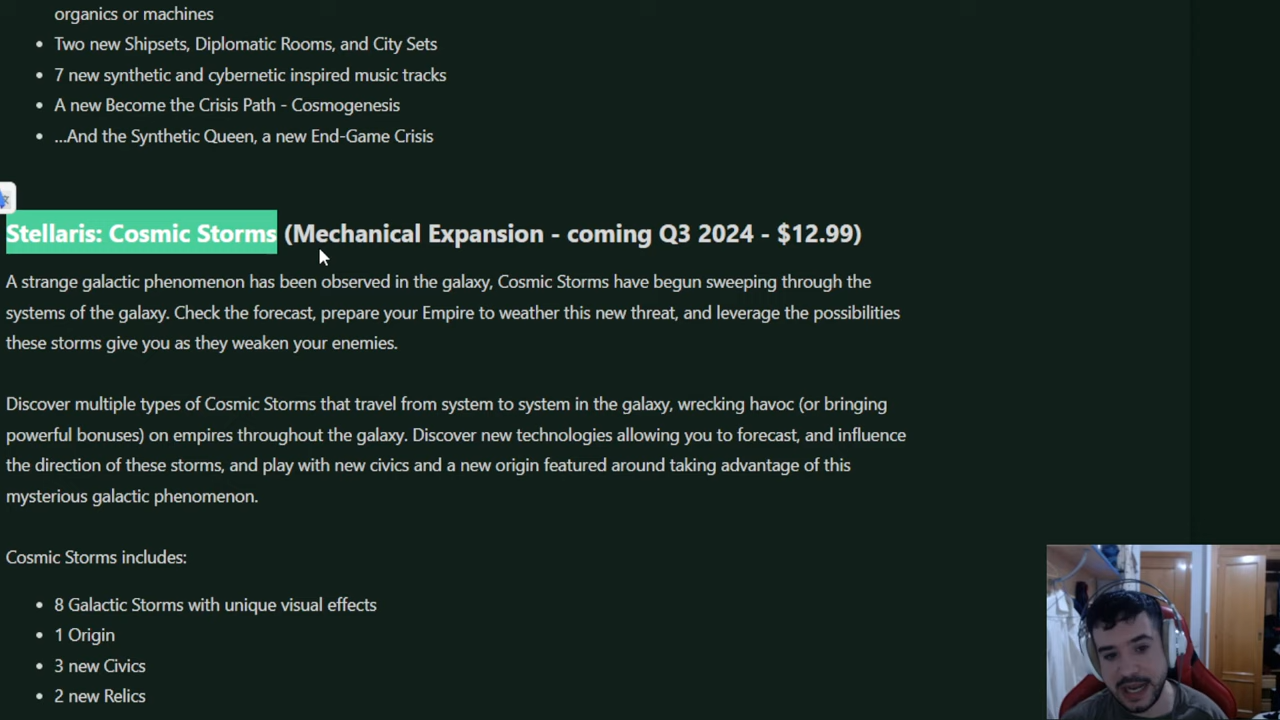 organics or machines
• Two new Shipsets, Diplomatic Rooms, and City Sets
• 7 new synthetic and cybernetic inspired music tracks
• A new Become the Crisis Path - Cosmogenesis
• ...And the Synthetic Queen, a new End-Game Crisis
Stellaris: Cosmic Storms (Mechanical Expansion - coming Q3 2024 - $12.99)
A strange galactic phenomenon has been observed in the galaxy, Cosmic Storms have begun sweeping through the
systems of the galaxy. Check the forecast, prepare your Empire to weather this new threat, and leverage the possibilities
these storms give you as they weaken your enemies.
Discover multiple types of Cosmic Storms that travel from system to system in the galaxy, wrecking havoc (or bringing
powerful bonuses) on empires throughout the galaxy. Discover new technologies allowing you to forecast, and influence
the direction of these storms, and play with new civics and a new origin featured around taking advantage of this
mysterious galactic phenomenon.
Cosmic Storms includes:
• 8 Galactic Storms with unique visual effects
• 1 Origin
• 3 new Civics
• 2 new Relics